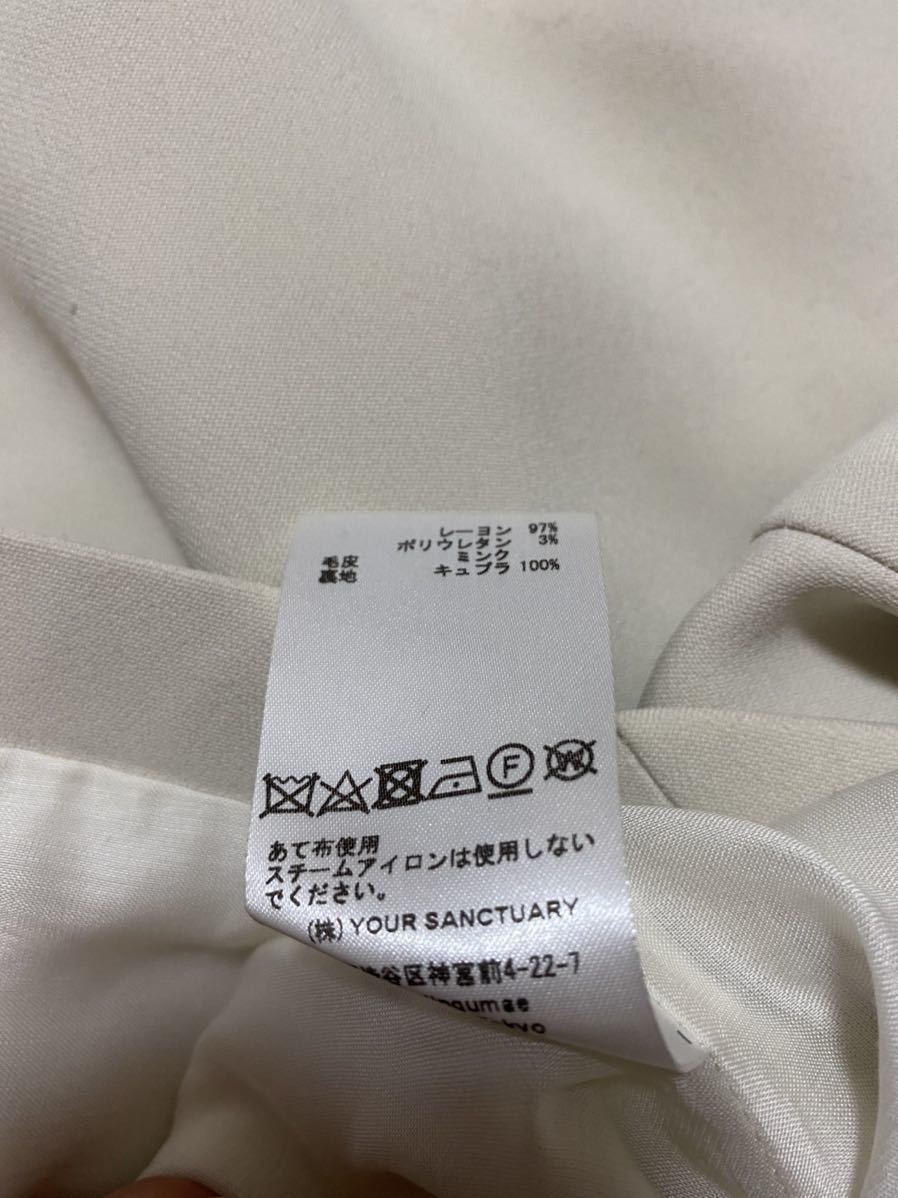 レーヨン 97%
ポリウレタン 3%
毛皮 ミンク
裏地 キュプラ 100%
F
W
あて布使用
スチームアイロンは使用しない
でください。
(株) YOUR SANCTUARY
谷区神宮前4-22-7